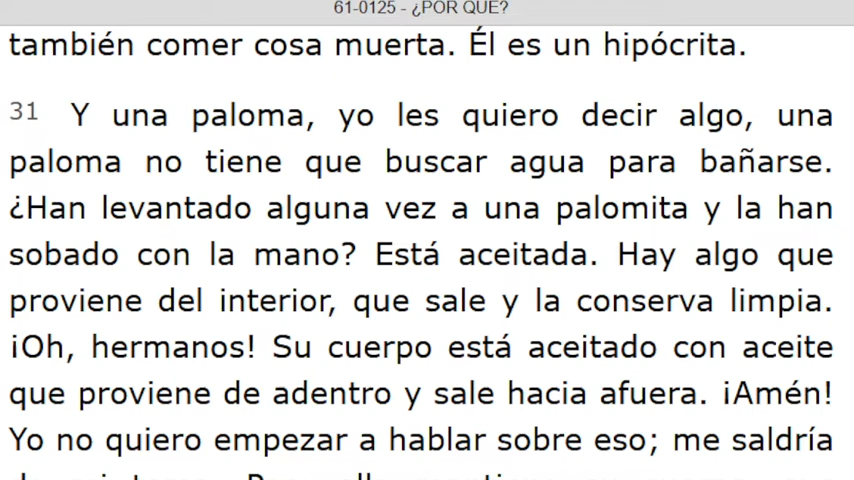 61-0125 - ¿POR QUÉ?
también comer cosa muerta. Él es un hipócrita.
31 Y una paloma, yo les quiero decir algo, una
paloma no tiene que buscar agua para bañarse.
¿Han levantado alguna vez a una palomita y la han
sobado con la mano? Está aceitada. Hay algo que
proviene del interior, que sale y la conserva limpia.
¡Oh, hermanos! Su cuerpo está aceitado con aceite
que proviene de adentro y sale hacia afuera. ¡Amén!
Yo no quiero empezar a hablar sobre eso; me saldría